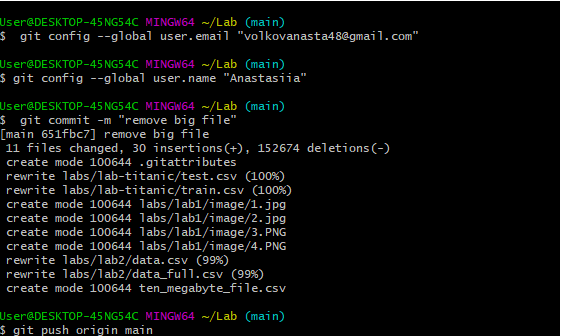 User@DESKTOP-45NG54C MINGW64 ~/Lab (main)
$  git config --global user.email "volkovanasta48@gmail.com"
User@DESKTOP-45NG54C MINGW64 ~/Lab (main)
$ git config --global user.name "Anastasiia"
User@DESKTOP-45NG54C MINGW64 ~/Lab (main)
$  git commit -m "remove big file"
[main 651fbc7] remove big file
 11 files changed, 30 insertions(+), 152674 deletions(-)
 create mode 100644 .gitattributes
 rewrite labs/lab-titanic/test.csv (100%)
 rewrite labs/lab-titanic/train.csv (100%)
 create mode 100644 labs/lab1/image/1.jpg
 create mode 100644 labs/lab1/image/2.jpg
 create mode 100644 labs/lab1/image/3.PNG
 create mode 100644 labs/lab1/image/4.PNG
 rewrite labs/lab2/data.csv (99%)
 rewrite labs/lab2/data_full.csv (99%)
 create mode 100644 ten_megabyte_file.csv
User@DESKTOP-45NG54C MINGW64 ~/Lab (main)
$ git push origin main